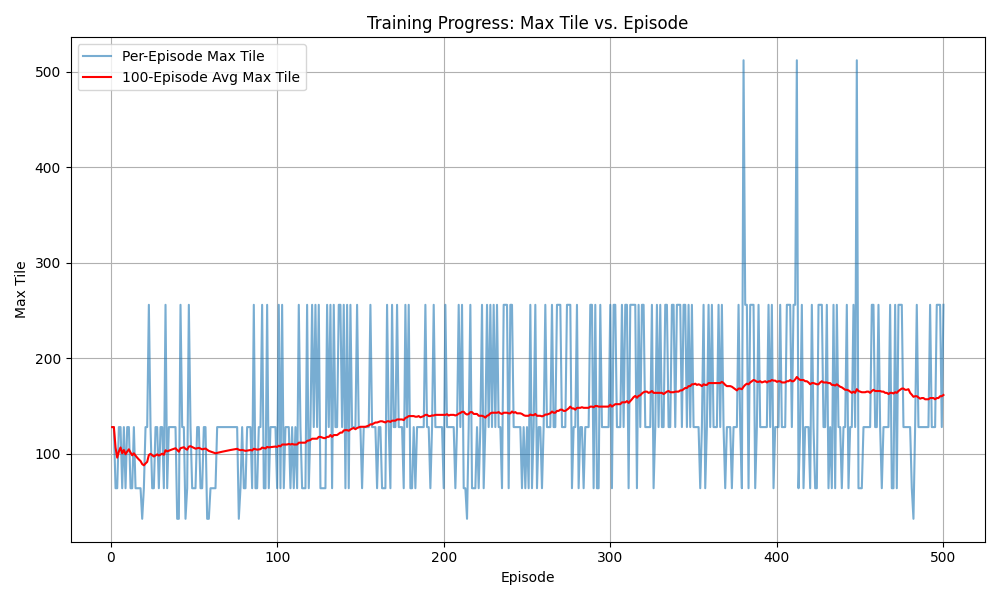 Training Progress: Max Tile vs. Episode
Per-Episode Max Tile
100-Episode Avg Max Tile
500
400
300
200
100
Max Tile
0 100 200 300 400 500
Episode